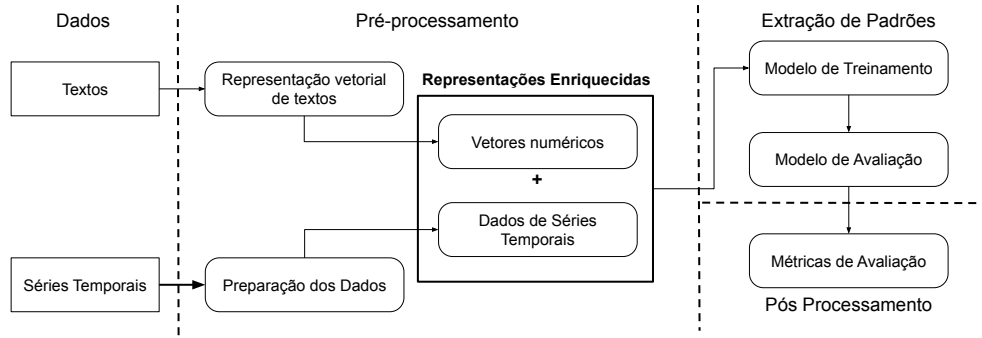 Dados
Pré-processamento
Extração de Padrões
Textos
Representação vetorial
de textos
Representações Enriquecidas
Vetores numéricos
+
Dados de Séries
Temporais
Séries Temporais
Preparação dos Dados
Modelo de Treinamento
Modelo de Avaliação
Métricas de Avaliação
Pós Processamento